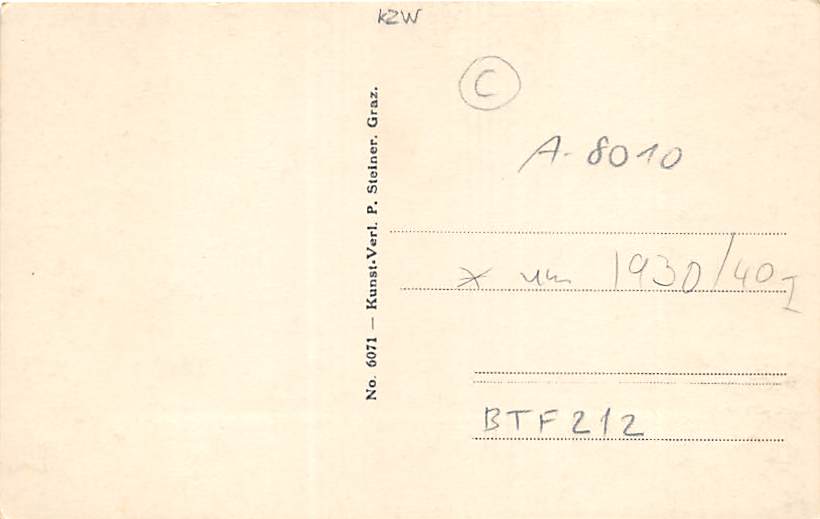 kZW
C
A-8010
No. 6071 — Kunst-Verl. P. Steiner. Graz.
* um 1930/40
BTF212